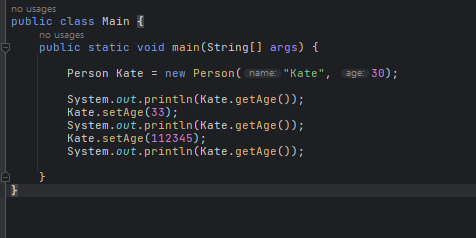 no usages
public class Main {
no usages
public static void main(String[] args) {
Person Kate = new Person( name: "Kate", age: 30);
System.out.println(Kate.getAge());
Kate.setAge(33);
System.out.println(Kate.getAge());
Kate.setAge(112345);
System.out.println(Kate.getAge());
}
}